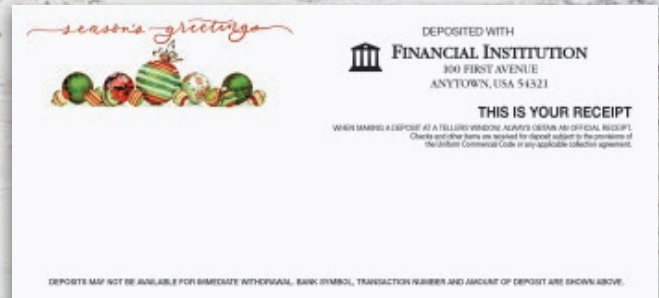 season's greetings
DEPOSITED WITH
FINANCIAL INSTITUTION
100 FIRST AVENUE
ANYTOWN, USA 54321
THIS IS YOUR RECEIPT
WHEN MAKING A DEPOSIT AT A TELLERS WINDOW, ALWAYS OBTAIN AN OFFICIAL RECEIPT.
Checks and other items are received for deposit subject to the provisions of
the Uniform Commercial Code or any applicable collection agreement.
DEPOSITS MAY NOT BE AVAILABLE FOR IMMEDIATE WITHDRAWAL. BANK SYMBOL, TRANSACTION NUMBER AND AMOUNT OF DEPOSIT ARE SHOWN ABOVE.